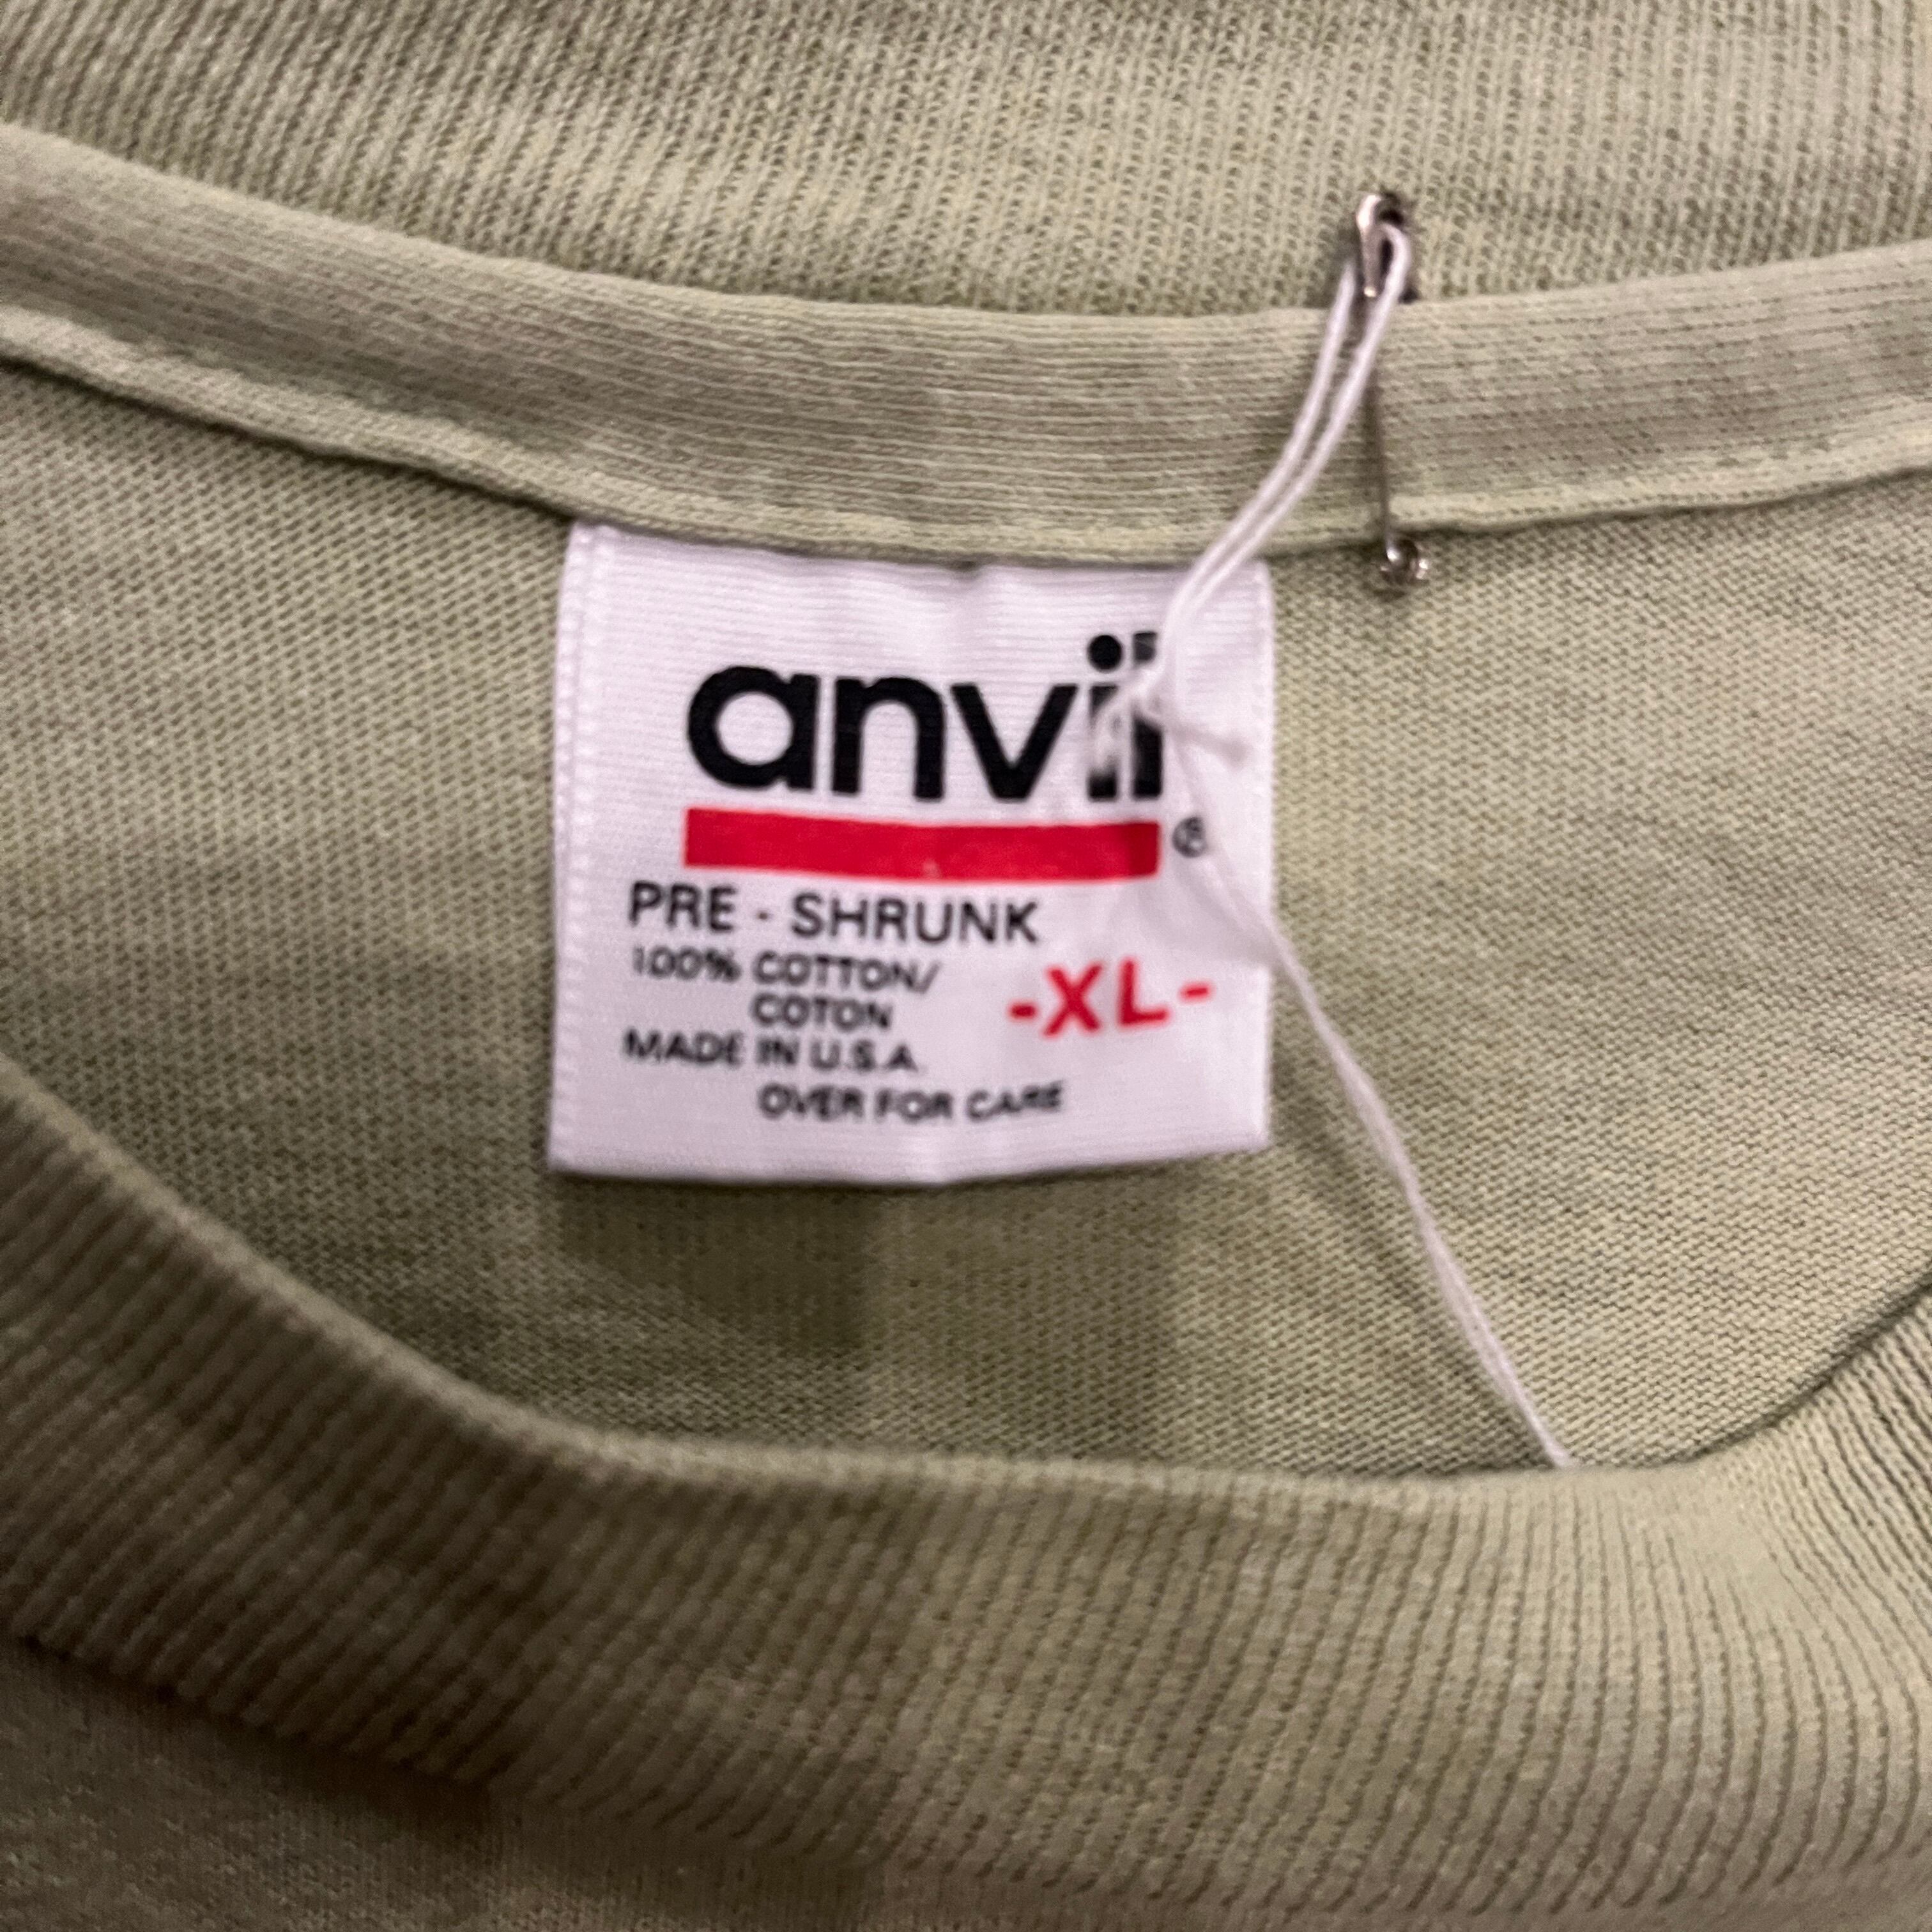 anvil
®
PRE - SHRUNK
100% COTTON/
COTON
-XL-
MADE IN U.S.A.
OVER FOR CARE